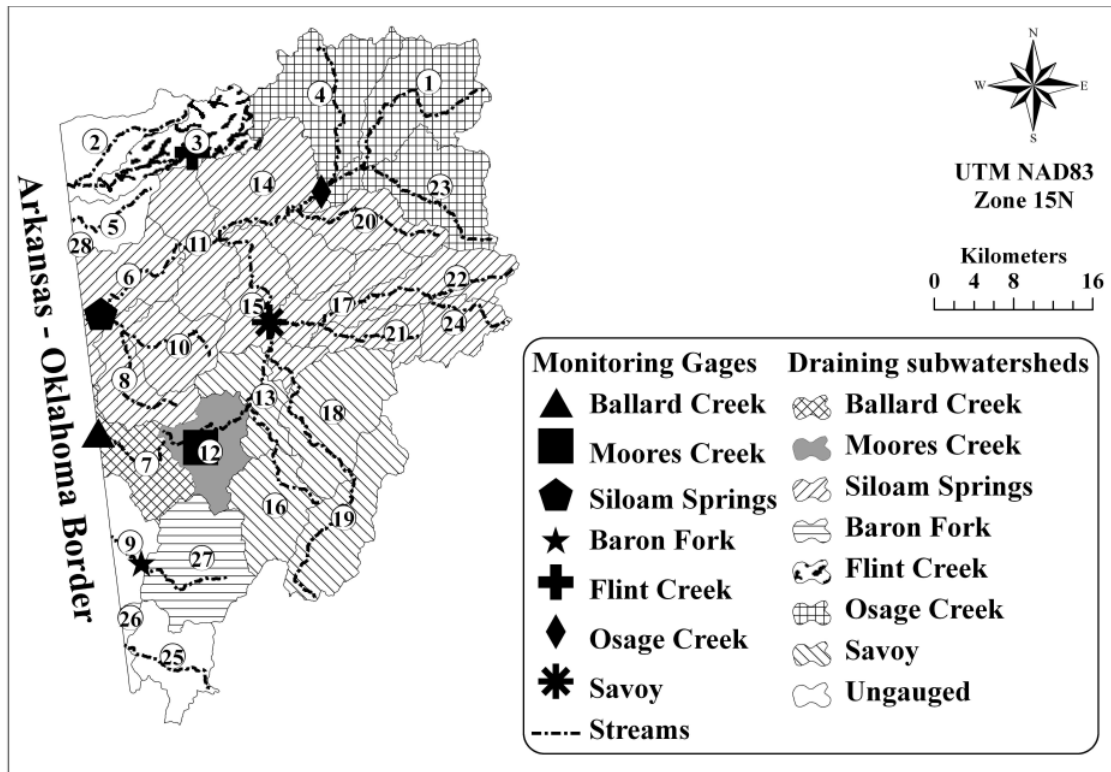 N
W E
S
UTM NAD83
Zone 15N
Kilometers
0 4 8 16
Arkansas - Oklahoma Border
1
4
2
3
14
23
5
20
28
11
6
22
17
15
24
21
10
8
13
18
12
7
16
19
9
27
26
25
Monitoring Gages
Ballard Creek
Moores Creek
Siloam Springs
Baron Fork
Flint Creek
Osage Creek
Savoy
Streams
Draining subwatersheds
Ballard Creek
Moores Creek
Siloam Springs
Baron Fork
Flint Creek
Osage Creek
Savoy
Ungauged